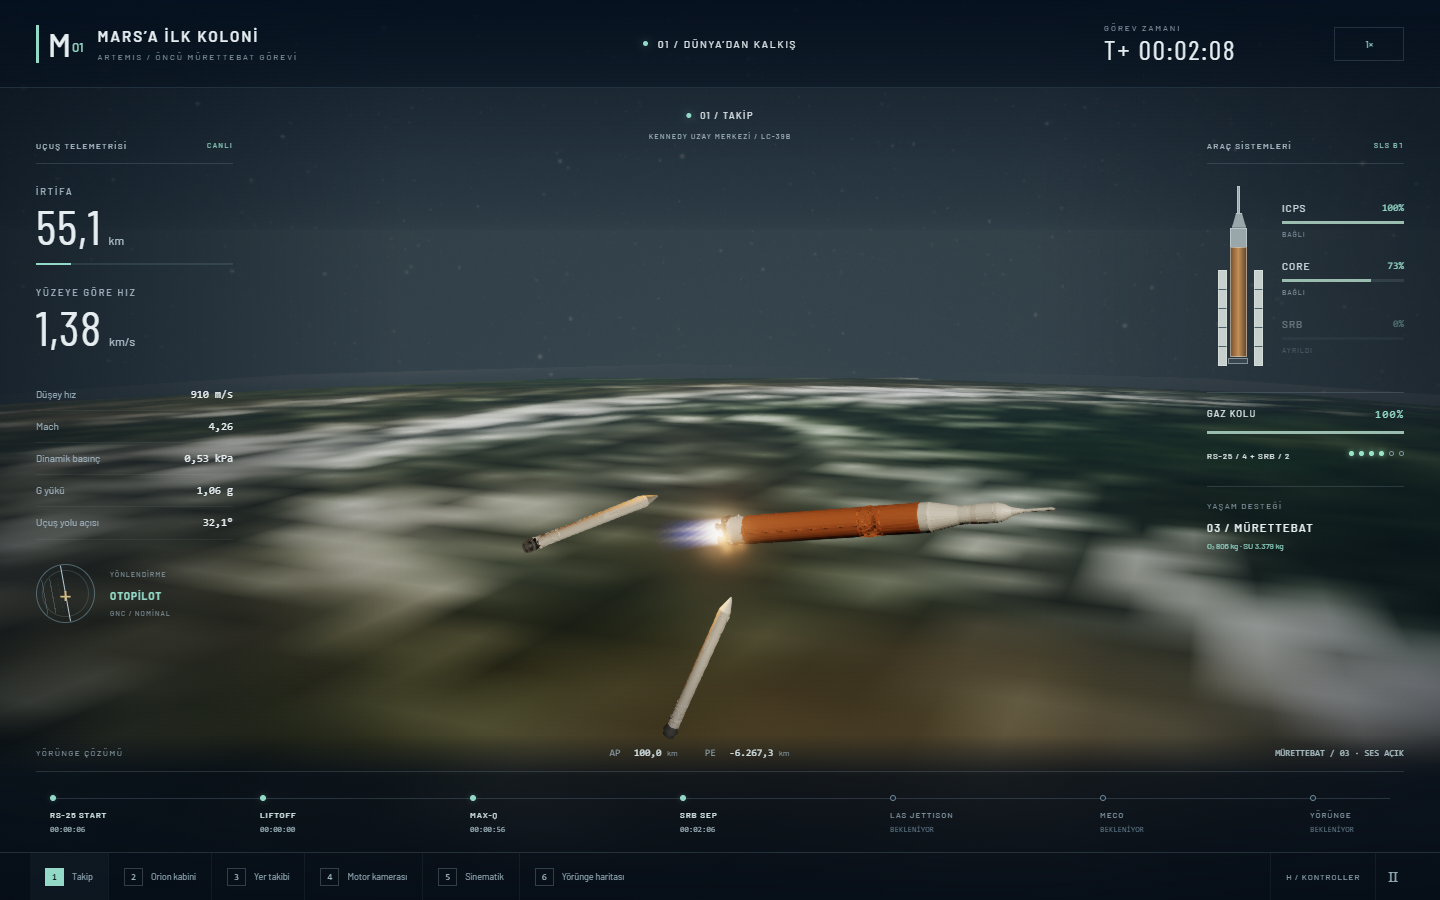 M01
MARS'A İLK KOLONİ
ARTEMIS / ÖNCÜ MÜRETTEBAT GÖREVİ
01 / DÜNYA'DAN KALKIŞ
GÖREV ZAMANI
T+ 00:02:08
1×
01 / TAKİP
KENNEDY UZAY MERKEZİ / LC-39B
UÇUŞ TELEMETRİSİ CANLI
İRTİFA
55,1 km
YÜZEYE GÖRE HIZ
1,38 km/s
Düşey hız 910 m/s
Mach 4,26
Dinamik basınç 0,53 kPa
G yükü 1,06 g
Uçuş yolu açısı 32,1°
YÖNLENDİRME
OTOPİLOT
GNC / NOMİNAL
ARAÇ SİSTEMLERİ SLS B1
ICPS 100%
BAĞLI
CORE 73%
BAĞLI
SRB 0%
AYRILDI
GAZ KOLU 100%
RS-25 / 4 + SRB / 2
YAŞAM DESTEĞİ
03 / MÜRETTEBAT
O₂ 806 kg · SU 3.379 kg
YÖRÜNGE ÇÖZÜMÜ
AP 100,0 km PE -6.267,3 km
MÜRETTEBAT / 03 · SES AÇIK
RS-25 START
00:00:06
LIFTOFF
00:00:00
MAX-Q
00:00:56
SRB SEP
00:02:06
LAS JETTISON
BEKLENİYOR
MECO
BEKLENİYOR
YÖRÜNGE
BEKLENİYOR
1 Takip
2 Orion kabini
3 Yer takibi
4 Motor kamerası
5 Sinematik
6 Yörünge haritası
H / KONTROLLER